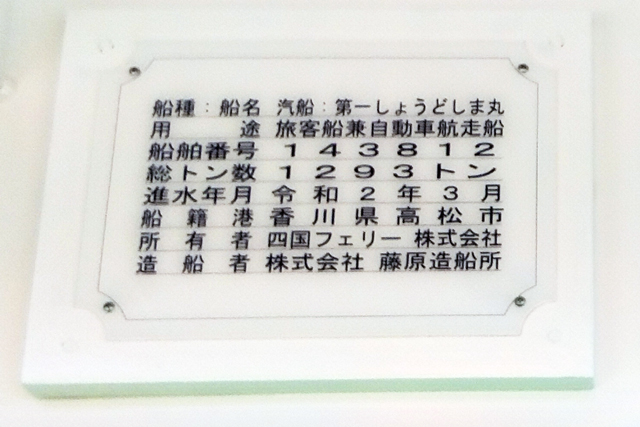 船種：船名 汽船：第一しょうどしま丸
用途 旅客船兼自動車航走船
船舶番号 143812
総トン数 1293トン
進水年月 令和2年3月
船籍港 香川県高松市
所有者 四国フェリー 株式会社
造船者 株式会社 藤原造船所